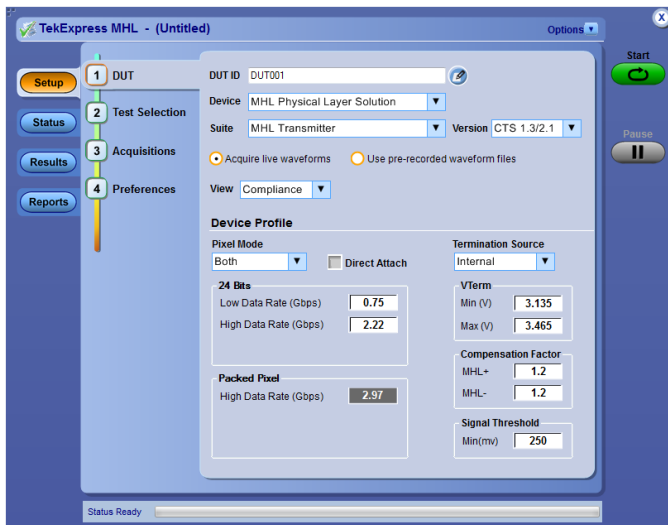 TekExpress MHL - (Untitled)
Options
x
Start
Pause
Setup
Status
Results
Reports
1 DUT
2 Test Selection
3 Acquisitions
4 Preferences
DUT ID DUT001
Device MHL Physical Layer Solution
Suite MHL Transmitter Version CTS 1.3/2.1
Acquire live waveforms Use pre-recorded waveform files
View Compliance
Device Profile
Pixel Mode
Both Direct Attach
24 Bits
Low Data Rate (Gbps) 0.75
High Data Rate (Gbps) 2.22
Packed Pixel
High Data Rate (Gbps) 2.97
Termination Source
Internal
VTerm
Min (V) 3.135
Max (V) 3.465
Compensation Factor
MHL+ 1.2
MHL- 1.2
Signal Threshold
Min(mv) 250
Status Ready